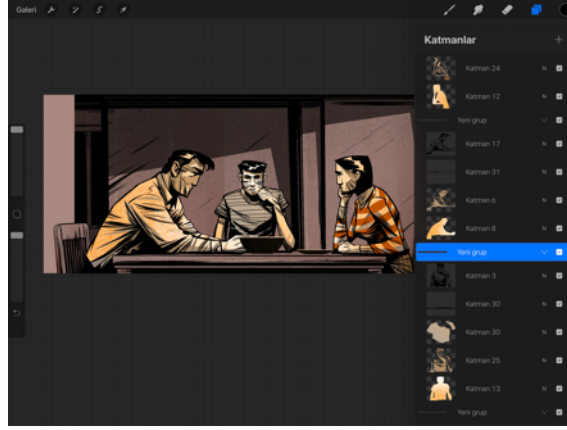 Galeri
Katmanlar
Katman 24 N
Katman 12 N
Yeni grup
Katman 17 N
Katman 31 N
Katman 6 N
Katman 8 N
Yeni grup
Katman 3 N
Katman 30 N
Katman 30 N
Katman 25 N
Katman 13 N
Yeni grup